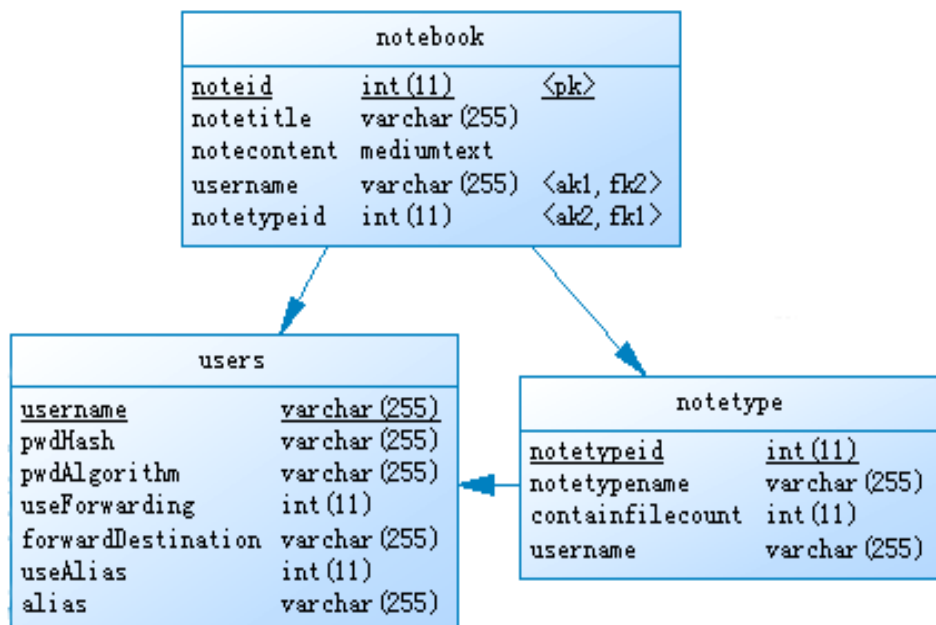 notebook
noteid int(11) <pk>
notetitle varchar(255)
notecontent mediumtext
username varchar(255) <ak1, fk2>
notetypeid int(11) <ak2, fk1>
users
username varchar(255)
pwdHash varchar(255)
pwdAlgorithm varchar(255)
useForwarding int(11)
forwardDestination varchar(255)
useAlias int(11)
alias varchar(255)
notetype
notetypeid int(11)
notetypename varchar(255)
containfilecount int(11)
username varchar(255)